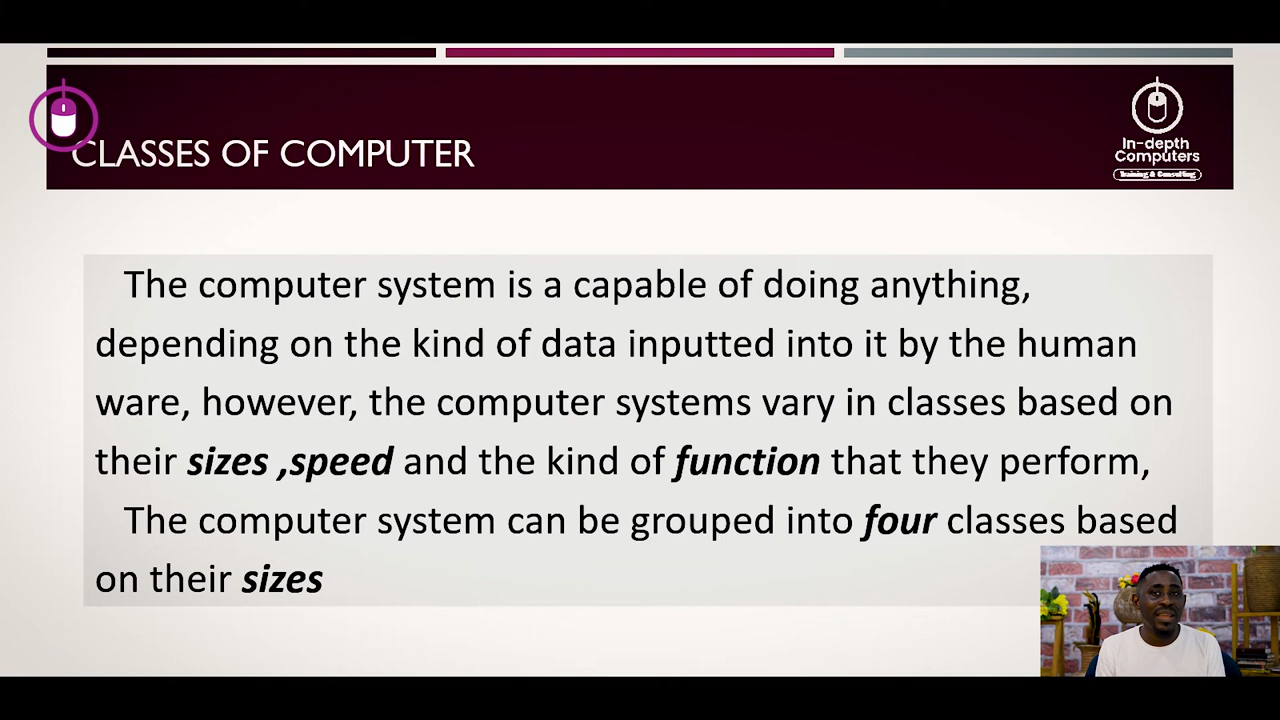 CLASSES OF COMPUTER
In-depth
Computers
Training & Consulting
The computer system is a capable of doing anything,
depending on the kind of data inputted into it by the human
ware, however, the computer systems vary in classes based on
their sizes ,speed and the kind of function that they perform,
The computer system can be grouped into four classes based
on their sizes